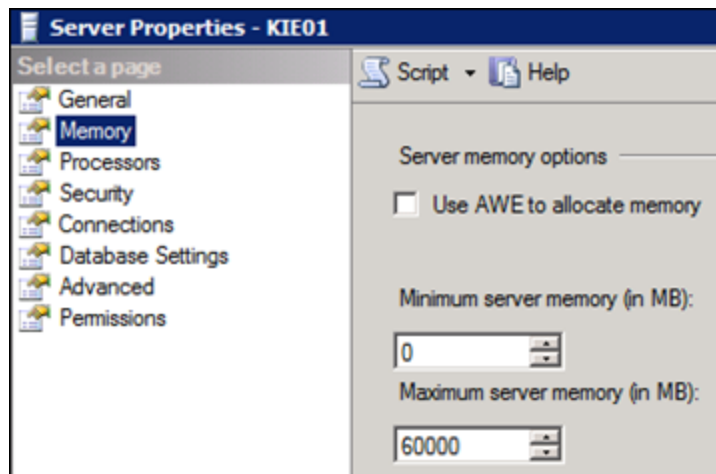 Server Properties - KIE01
Select a page
General
Memory
Processors
Security
Connections
Database Settings
Advanced
Permissions
Script Help
Server memory options
Use AWE to allocate memory
Minimum server memory (in MB):
0
Maximum server memory (in MB):
60000